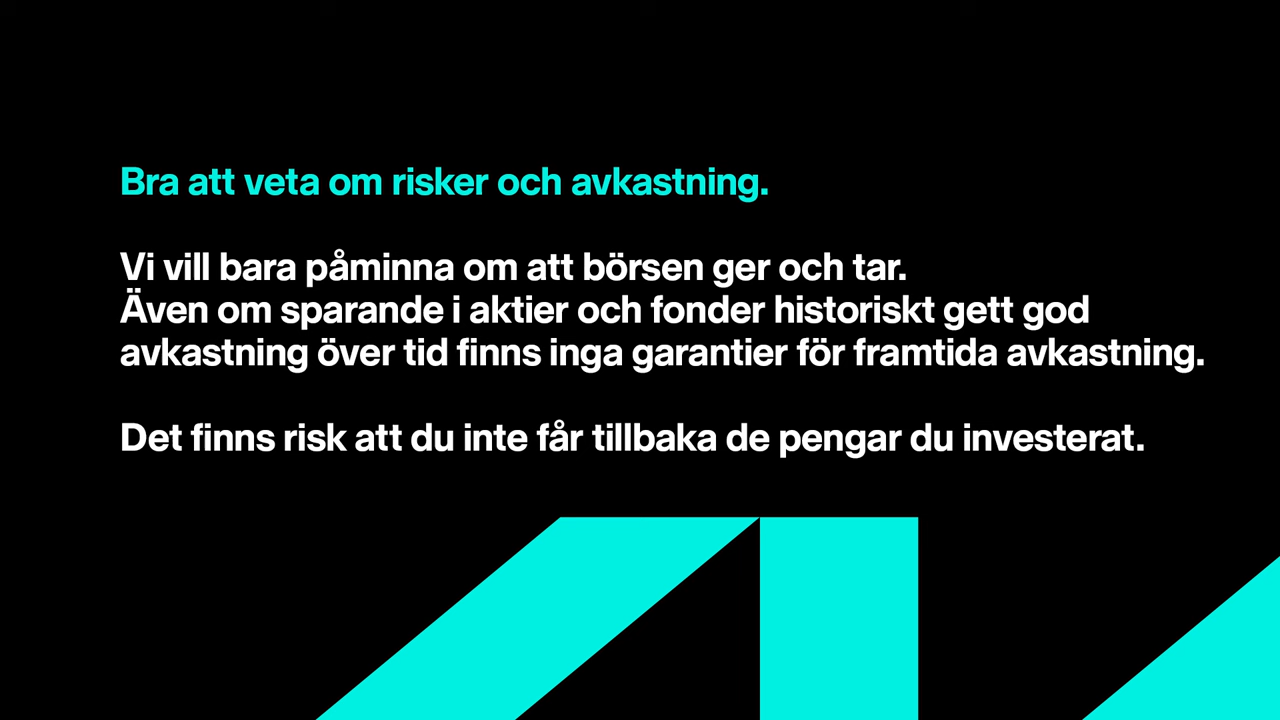 Bra att veta om risker och avkastning.
Vi vill bara påminna om att börsen ger och tar.
Även om sparande i aktier och fonder historiskt gett god
avkastning över tid finns inga garantier för framtida avkastning.
Det finns risk att du inte får tillbaka de pengar du investerat.